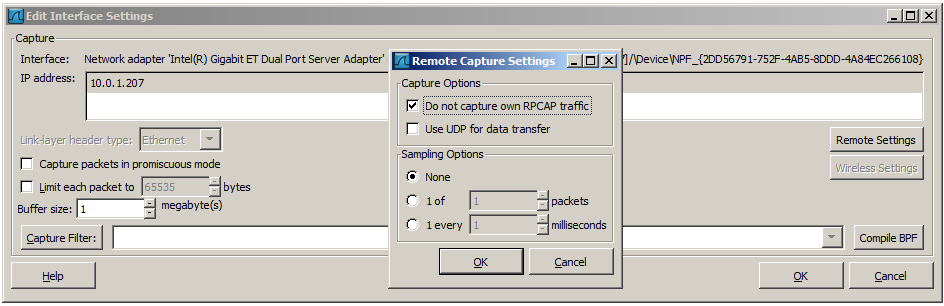 Edit Interface Settings
Capture
Interface: Network adapter 'Intel(R) Gigabit ET Dual Port Server Adapter' ]/\Device\NPF_{2DD56791-752F-4AB5-8DDD-4A84EC266108}
IP address: 10.0.1.207
Link-layer header type: Ethernet
Capture packets in promiscuous mode
Limit each packet to 65535 bytes
Buffer size: 1 megabyte(s)
Capture Filter: Compile BPF
Remote Settings
Wireless Settings
Help OK Cancel
Remote Capture Settings
Capture Options
Do not capture own RPCAP traffic
Use UDP for data transfer
Sampling Options
None
1 of 1 packets
1 every 1 milliseconds
OK Cancel